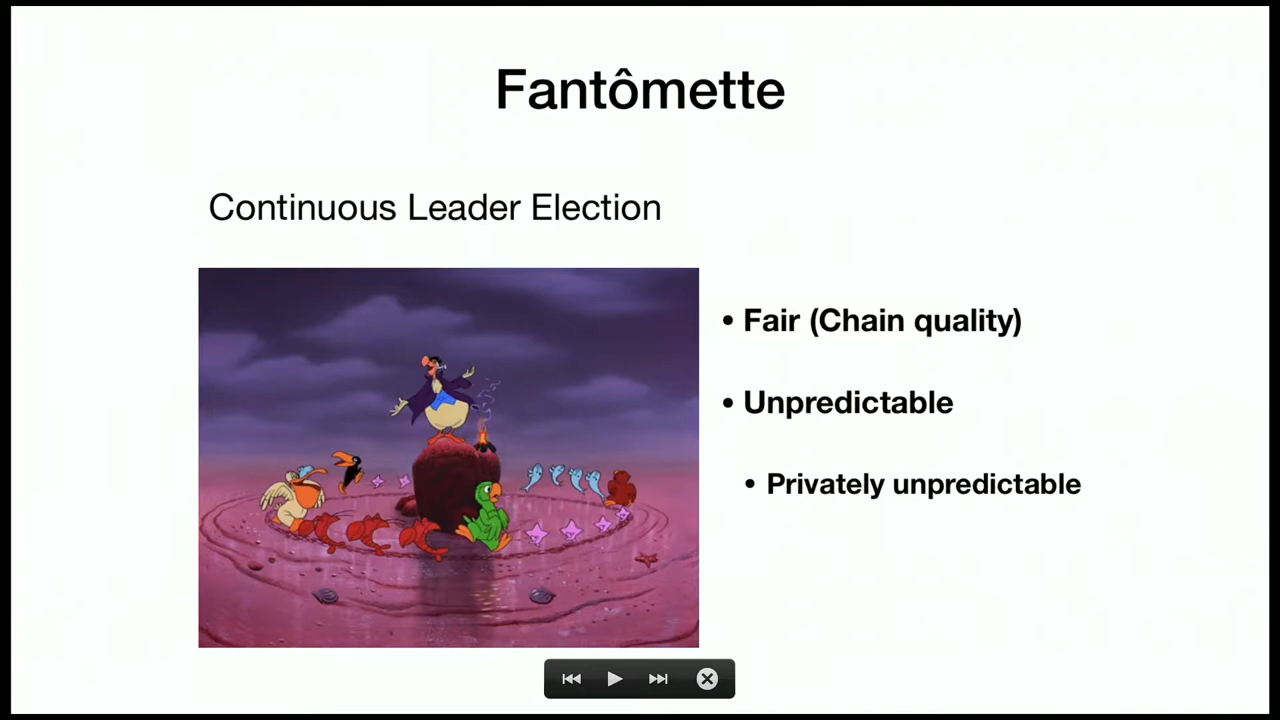 Fantômette
Continuous Leader Election
• Fair (Chain quality)
• Unpredictable
• Privately unpredictable